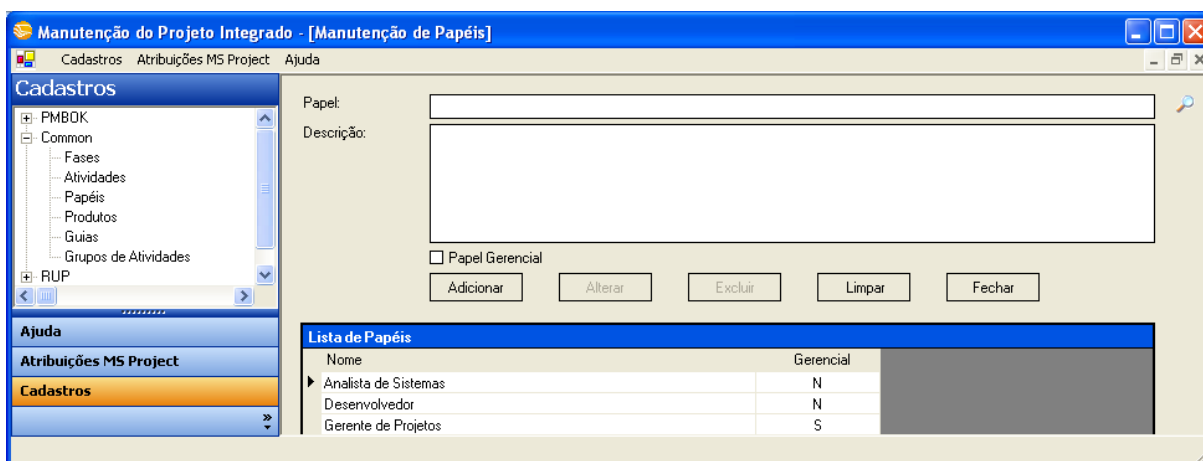 Manutenção do Projeto Integrado - [Manutenção de Papéis]
Cadastros Atribuições MS Project Ajuda
Cadastros
PMBOK
Common
Fases
Atividades
Papéis
Produtos
Guias
Grupos de Atividades
RUP
Ajuda
Atribuições MS Project
Cadastros
Papel:
Descrição:
Papel Gerencial
Adicionar Alterar Excluir Limpar Fechar
Lista de Papéis
Nome Gerencial
Analista de Sistemas N
Desenvolvedor N
Gerente de Projetos S